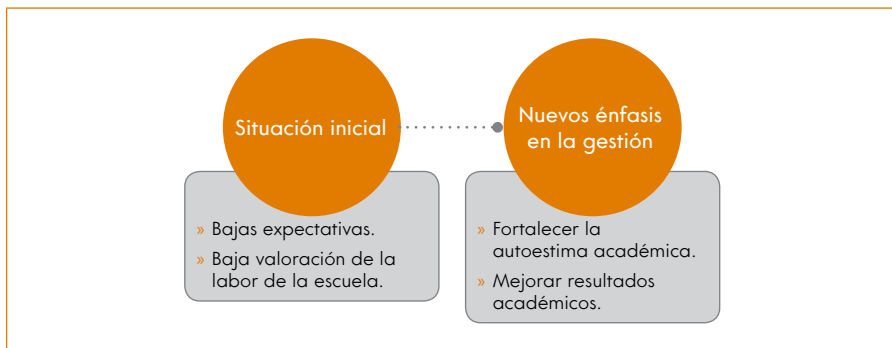 Situación inicial
Nuevos énfasis
en la gestión
» Bajas expectativas.
» Baja valoración de la
labor de la escuela.
» Fortalecer la
autoestima académica.
» Mejorar resultados
académicos.